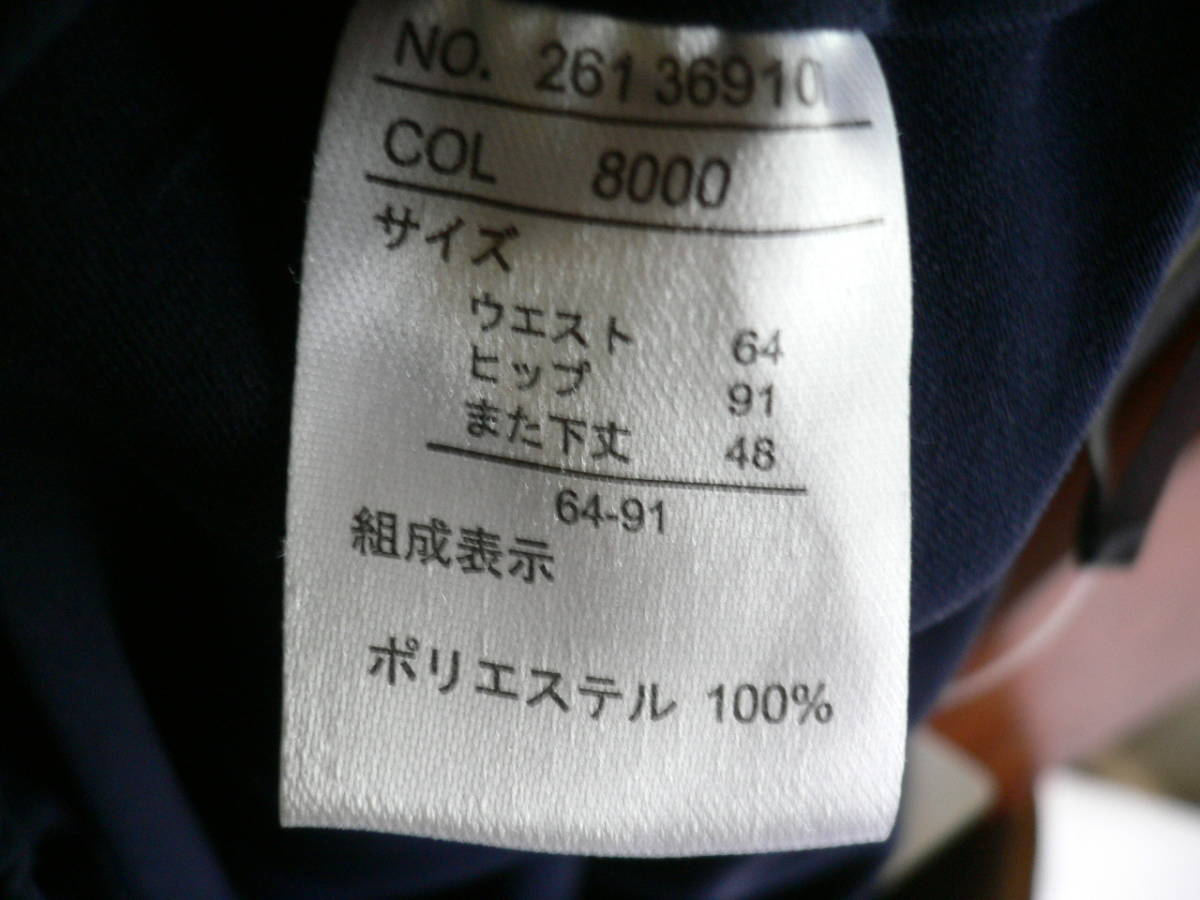 NO. 261 36910
COL 8000
サイズ
ウエスト 64
ヒップ 91
また下丈 48
64-91
組成表示
ポリエステル 100%